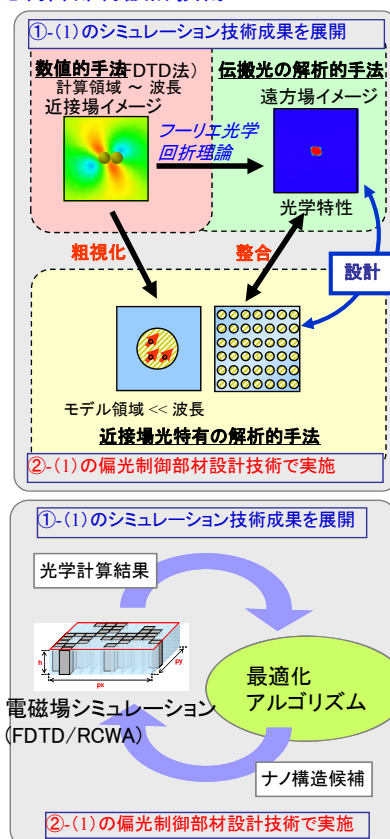 ①-(1)のシミュレーション技術成果を展開
数値的手法(FDTD法)
計算領域 ~ 波長
近接場イメージ
伝搬光の解析的手法
遠方場イメージ
フーリエ光学
回折理論
光学特性
粗視化
整合
設計
モデル領域 << 波長
近接場光特有の解析的手法
②-(1)の偏光制御部材設計技術で実施
①-(1)のシミュレーション技術成果を展開
光学計算結果
h
px
py
電磁場シミュレーション
(FDTD/RCWA)
最適化
アルゴリズム
ナノ構造候補
②-(1)の偏光制御部材設計技術で実施